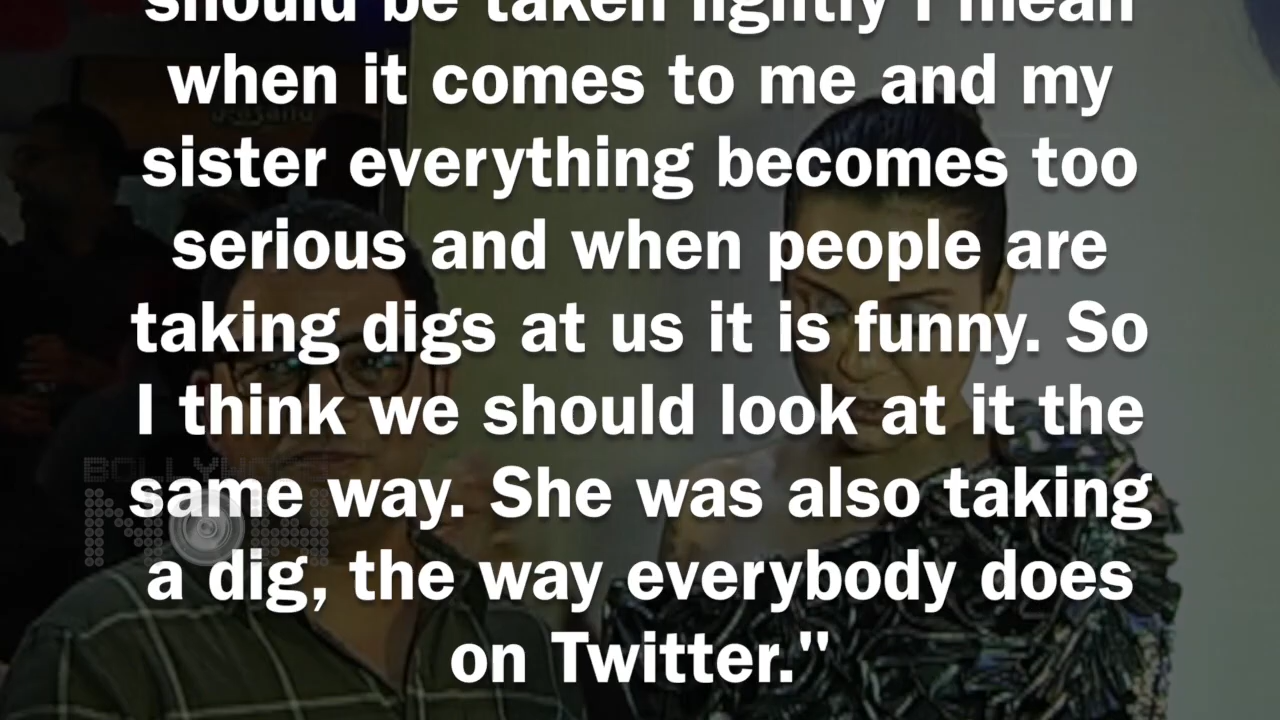 should be taken lightly I mean
when it comes to me and my
sister everything becomes too
serious and when people are
taking digs at us it is funny. So
I think we should look at it the
same way. She was also taking
a dig, the way everybody does
on Twitter."
BOLLYWOOD
NOW